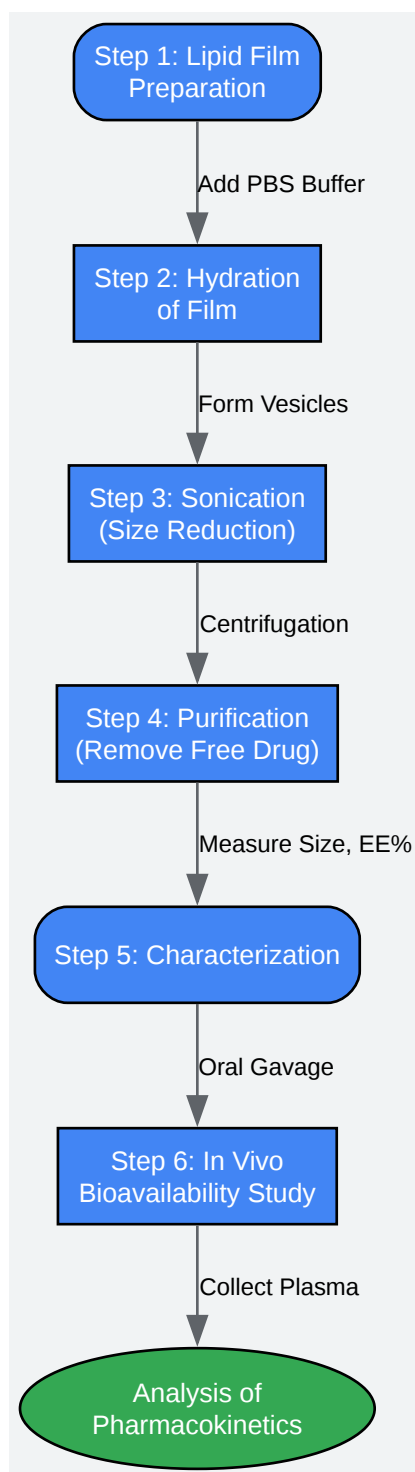 Step 1: Lipid Film
Preparation
Add PBS Buffer
Step 2: Hydration
of Film
Form Vesicles
Step 3: Sonication
(Size Reduction)
Centrifugation
Step 4: Purification
(Remove Free Drug)
Measure Size, EE%
Step 5: Characterization
Oral Gavage
Step 6: In Vivo
Bioavailability Study
Collect Plasma
Analysis of
Pharmacokinetics